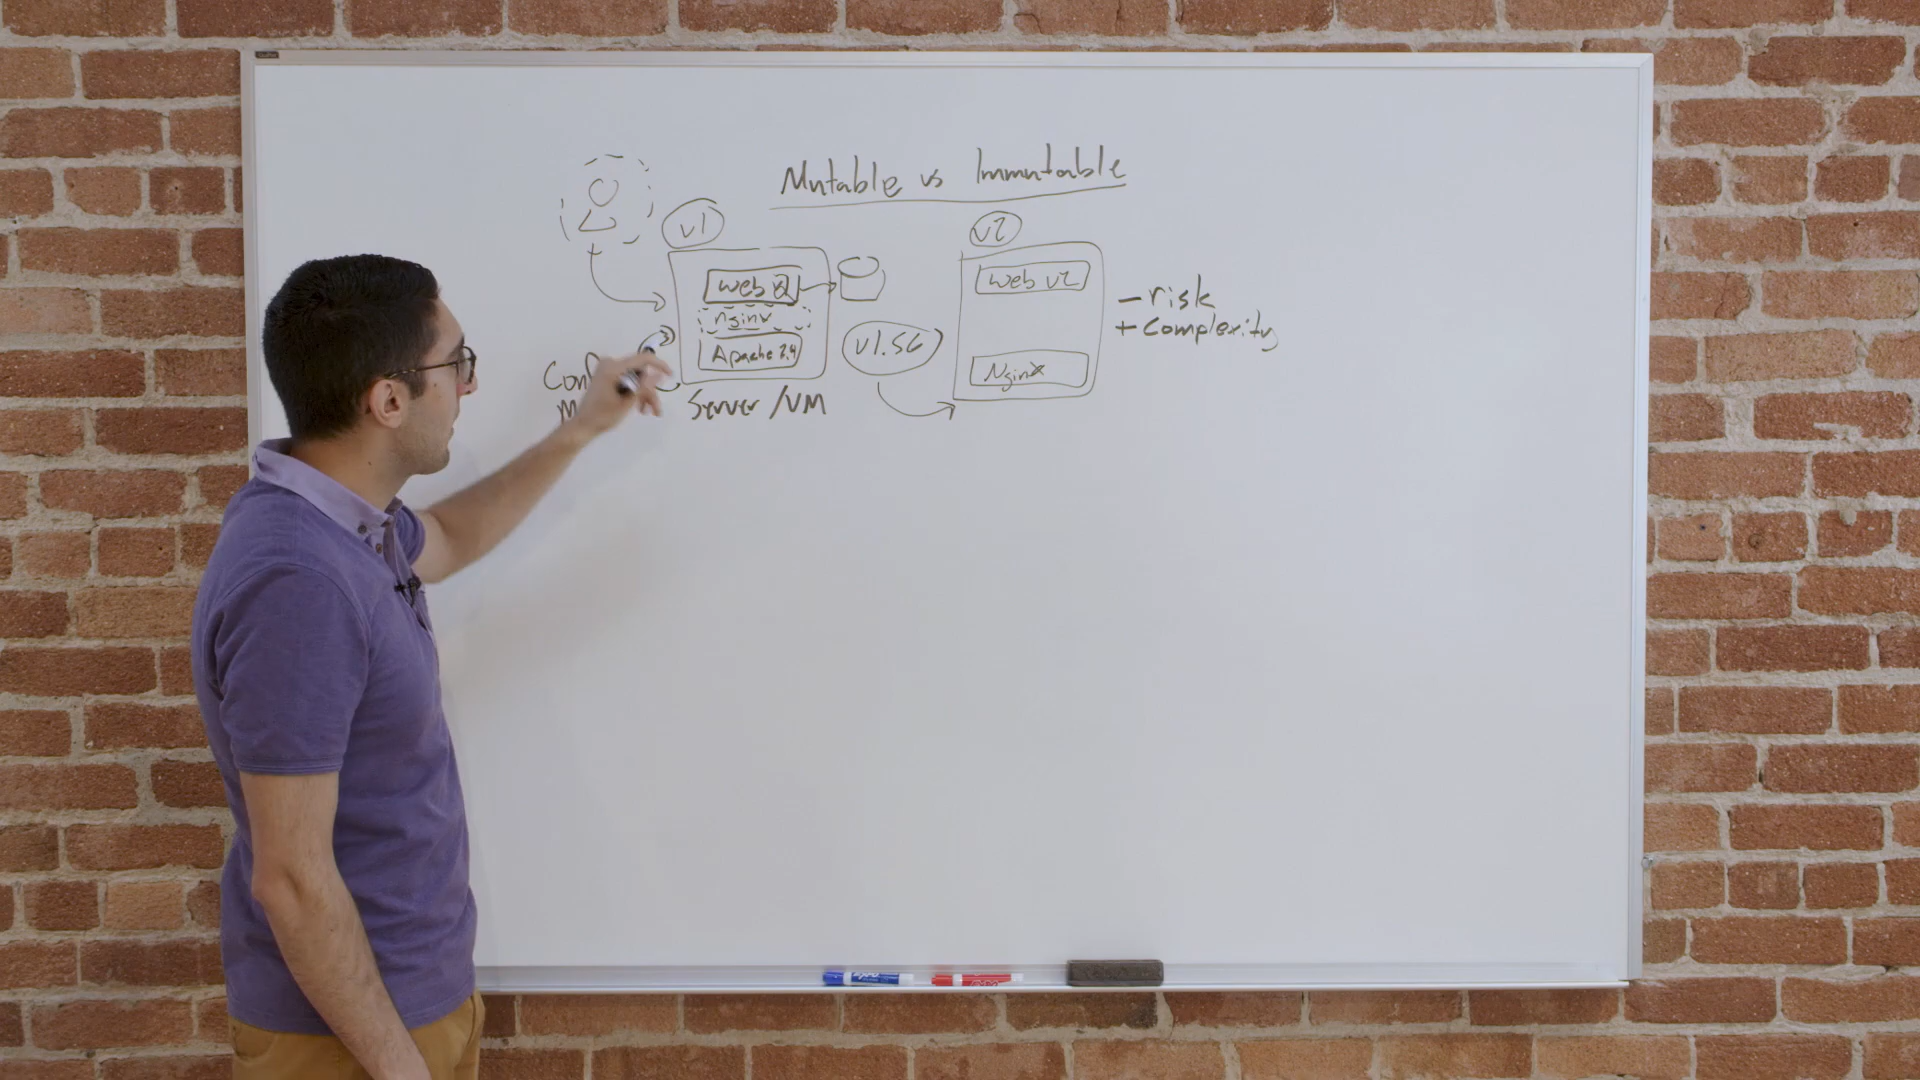 Mutable vs Immutable
v1
Web
nginx
Apache 2.4
Server/VM
v1.56
v2
Web v2
Nginx
- risk
+ complexity